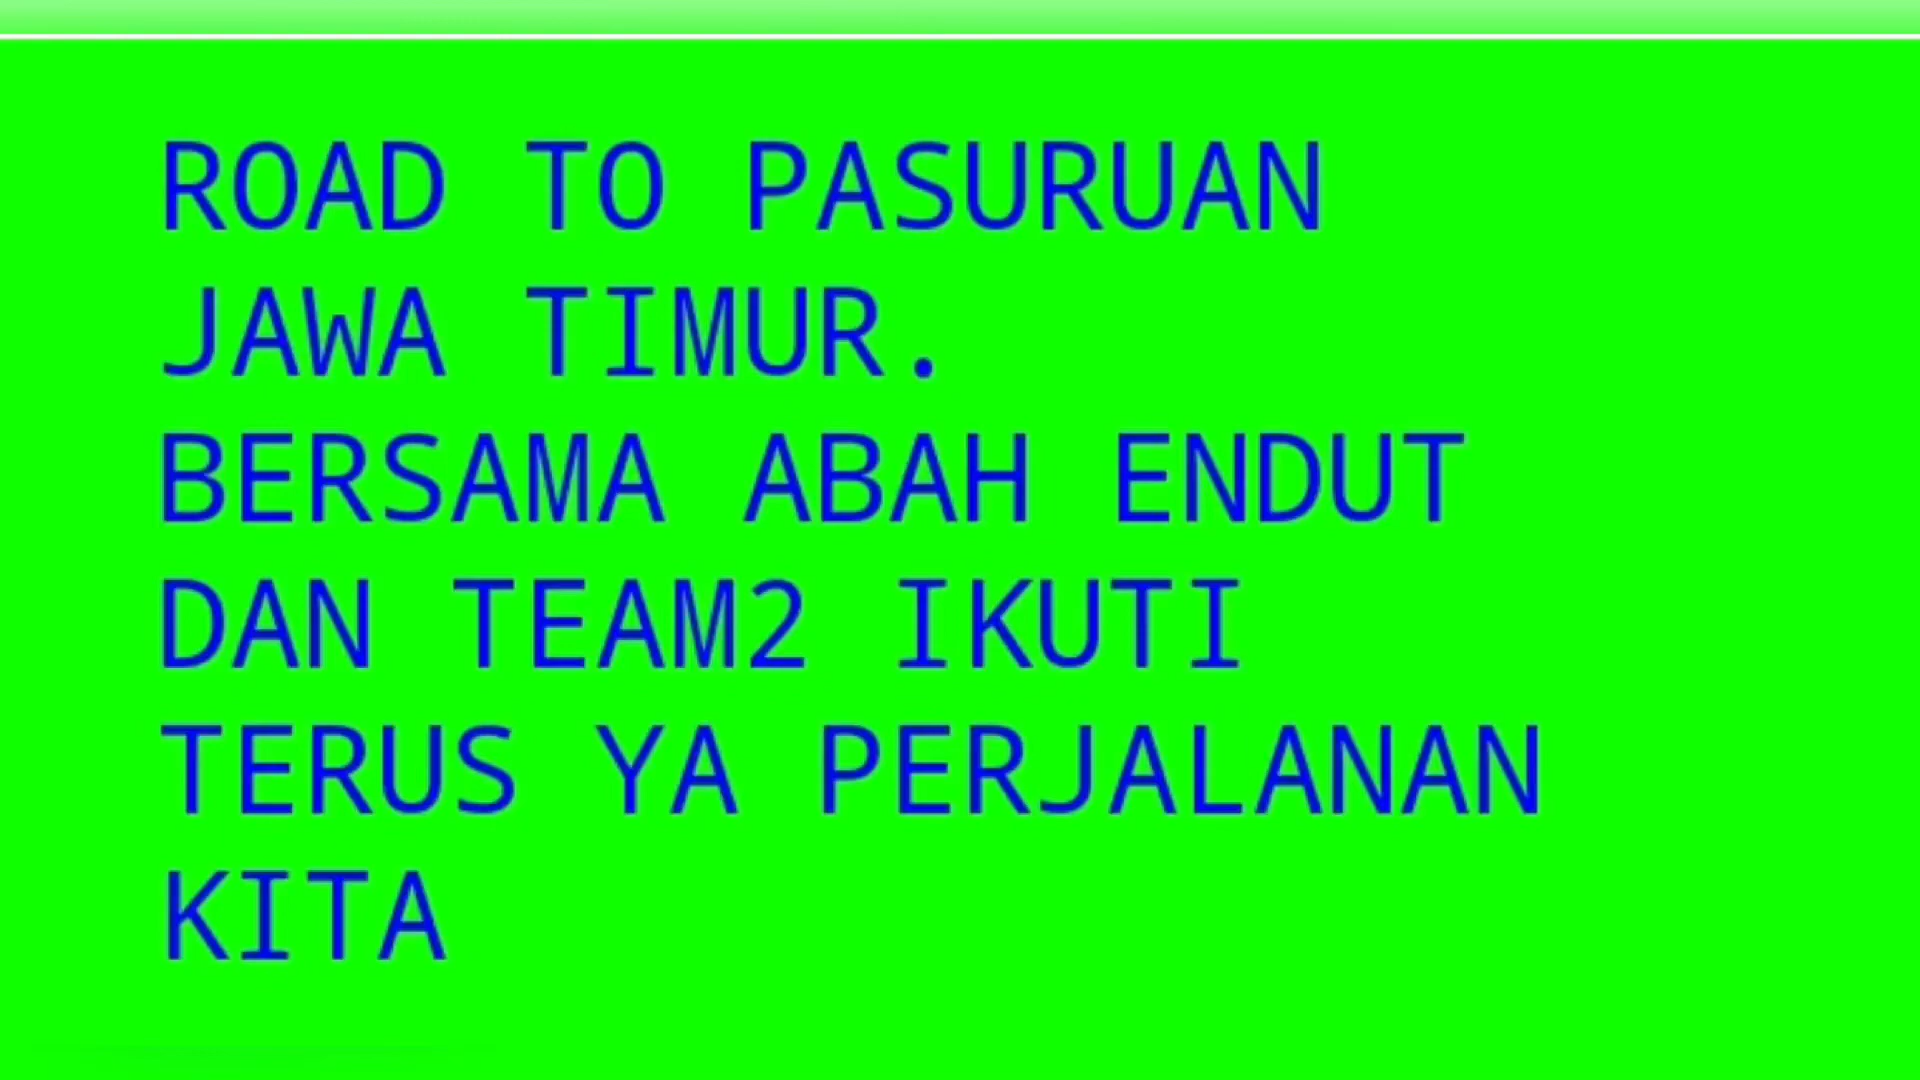 ROAD TO PASURUAN
JAWA TIMUR.
BERSAMA ABAH ENDUT
DAN TEAM2 IKUTI
TERUS YA PERJALANAN
KITA